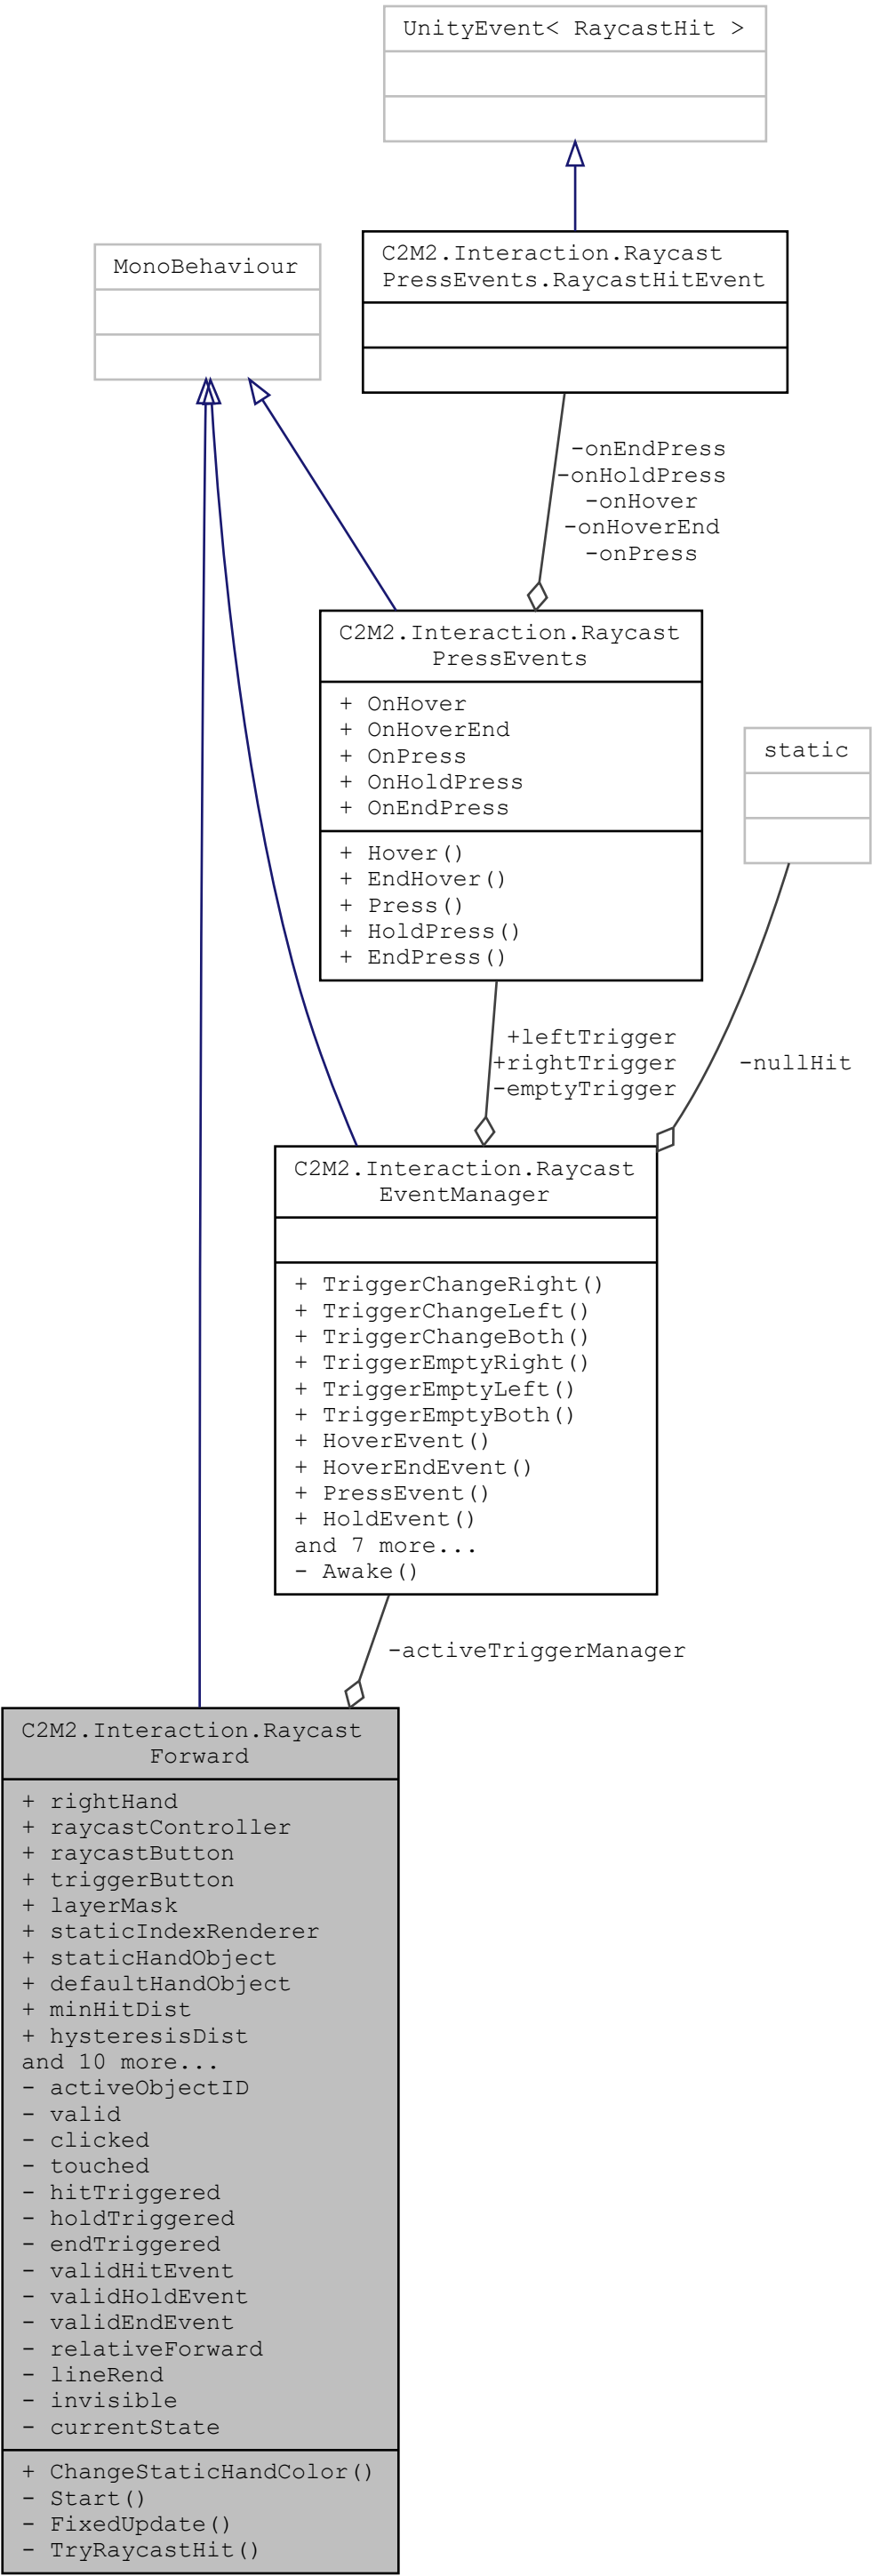 UnityEvent< RaycastHit >
C2M2.Interaction.Raycast
PressEvents.RaycastHitEvent
MonoBehaviour
-onEndPress
-onHoldPress
-onHover
-onHoverEnd
-onPress
C2M2.Interaction.Raycast
PressEvents
+ OnHover
+ OnHoverEnd
+ OnPress
+ OnHoldPress
+ OnEndPress
+ Hover()
+ EndHover()
+ Press()
+ HoldPress()
+ EndPress()
static
+leftTrigger
+rightTrigger
-emptyTrigger
-nullHit
C2M2.Interaction.Raycast
EventManager
+ TriggerChangeRight()
+ TriggerChangeLeft()
+ TriggerChangeBoth()
+ TriggerEmptyRight()
+ TriggerEmptyLeft()
+ TriggerEmptyBoth()
+ HoverEvent()
+ HoverEndEvent()
+ PressEvent()
+ HoldEvent()
and 7 more...
- Awake()
-activeTriggerManager
C2M2.Interaction.Raycast
Forward
+ rightHand
+ raycastController
+ raycastButton
+ triggerButton
+ layerMask
+ staticIndexRenderer
+ staticHandObject
+ defaultHandObject
+ minHitDist
+ hysteresisDist
and 10 more...
- activeObjectID
- valid
- clicked
- touched
- hitTriggered
- holdTriggered
- endTriggered
- validHitEvent
- validHoldEvent
- validEndEvent
- relativeForward
- lineRend
- invisible
- currentState
+ ChangeStaticHandColor()
- Start()
- FixedUpdate()
- TryRaycastHit()